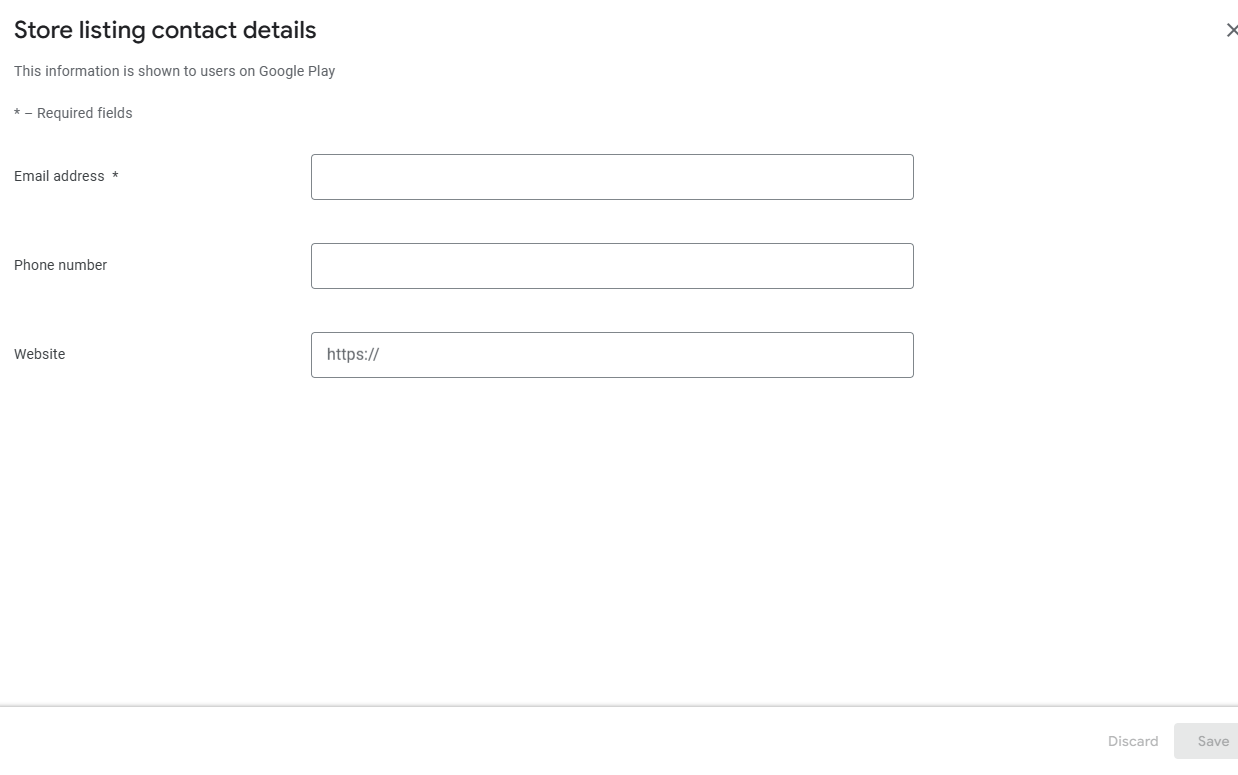 Store listing contact details
This information is shown to users on Google Play
* – Required fields
Email address *
Phone number
Website
https://
Discard
Save